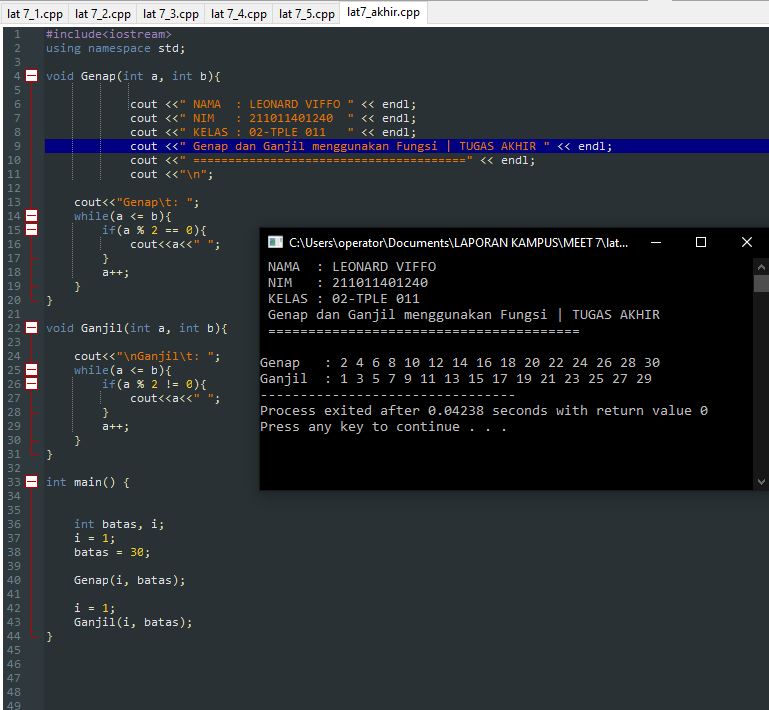 lat 7_1.cpp lat 7_2.cpp lat 7_3.cpp lat 7_4.cpp lat 7_5.cpp lat7_akhir.cpp
1 #include<iostream>
2 using namespace std;
3
4 void Genap(int a, int b){
5
6 cout <<" NAMA  : LEONARD VIFFO " << endl;
7 cout <<" NIM   : 211011401240  " << endl;
8 cout <<" KELAS : 02-TPLE 011   " << endl;
9 cout <<" Genap dan Ganjil menggunakan Fungsi | TUGAS AKHIR " << endl;
10 cout <<" =======================================" << endl;
11 cout <<"\n";
12
13 cout<<"Genap\t: ";
14 while(a <= b){
15 if(a % 2 == 0){
16 cout<<a<<" ";
17 }
18 a++;
19 }
20 }
21
22 void Ganjil(int a, int b){
23
24 cout<<"\nGanjil\t: ";
25 while(a <= b){
26 if(a % 2 != 0){
27 cout<<a<<" ";
28 }
29 a++;
30 }
31 }
32
33 int main() {
34
35
36 int batas, i;
37 i = 1;
38 batas = 30;
39
40 Genap(i, batas);
41
42 i = 1;
43 Ganjil(i, batas);
44 }
45
46
47
48
49
C:\Users\operator\Documents\LAPORAN KAMPUS\MEET 7\lat...
NAMA  : LEONARD VIFFO
NIM   : 211011401240
KELAS : 02-TPLE 011
Genap dan Ganjil menggunakan Fungsi | TUGAS AKHIR
=======================================
Genap   : 2 4 6 8 10 12 14 16 18 20 22 24 26 28 30
Ganjil  : 1 3 5 7 9 11 13 15 17 19 21 23 25 27 29
--------------------------------
Process exited after 0.04238 seconds with return value 0
Press any key to continue . . .